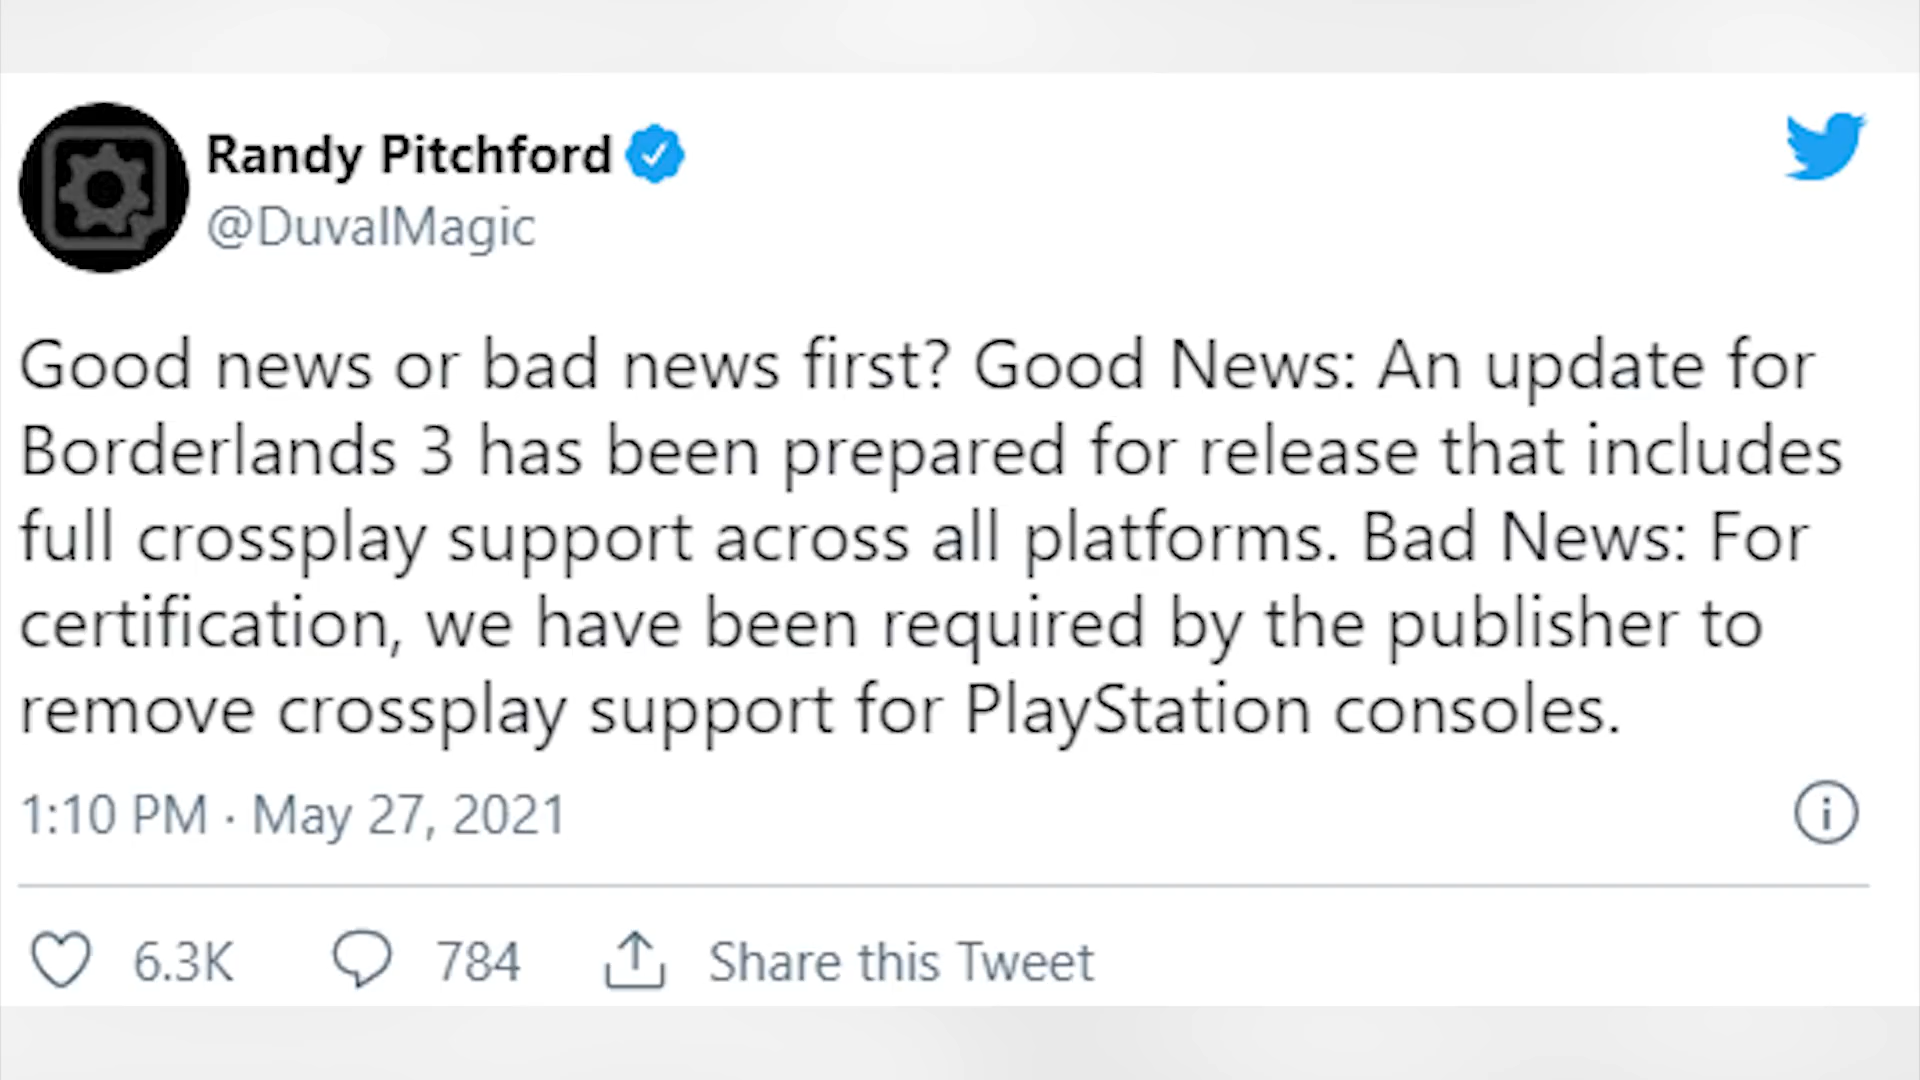 Randy Pitchford
@DuvalMagic
Good news or bad news first? Good News: An update for
Borderlands 3 has been prepared for release that includes
full crossplay support across all platforms. Bad News: For
certification, we have been required by the publisher to
remove crossplay support for PlayStation consoles.
1:10 PM · May 27, 2021
6.3K 784 Share this Tweet